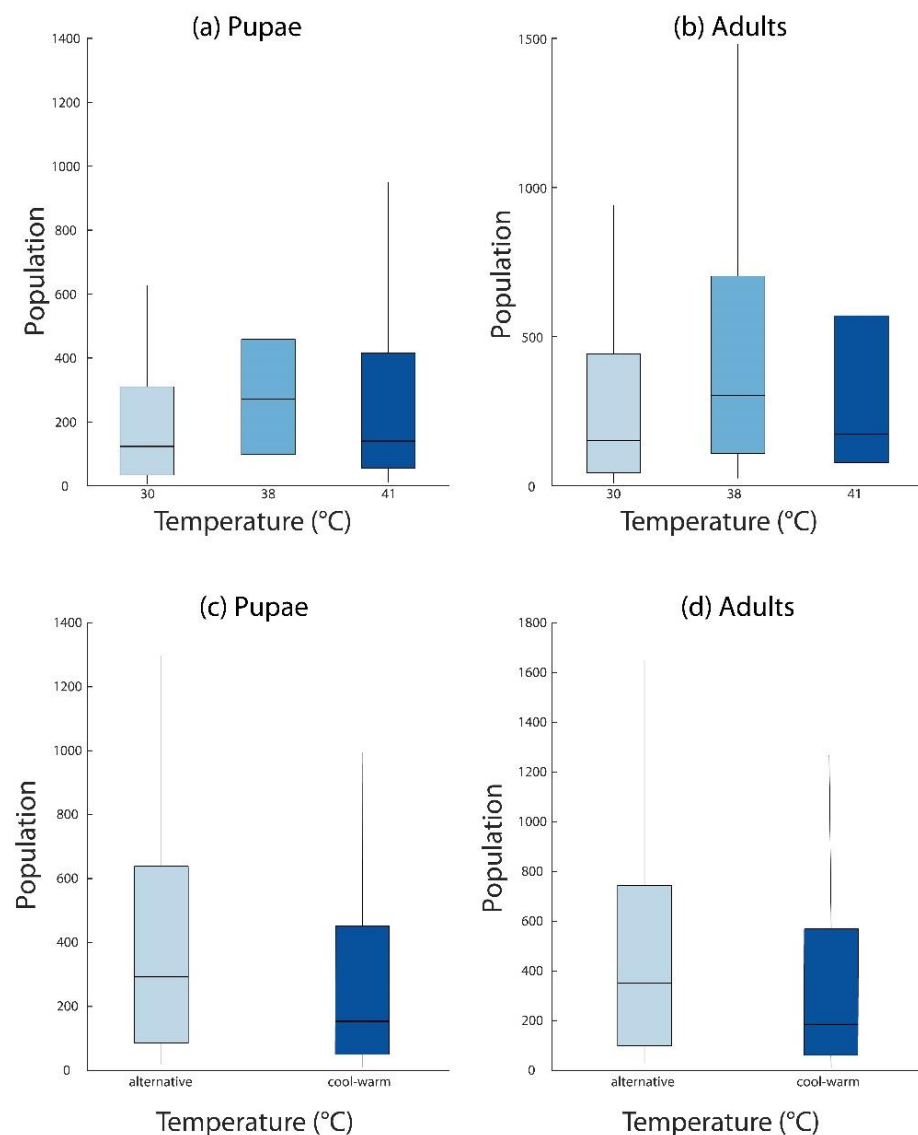 (a) Pupae
1400
1200
1000
800
600
400
200
0
Population
30 38 41
Temperature (°C)
(b) Adults
1500
1000
500
0
Population
30 38 41
Temperature (°C)
(c) Pupae
1400
1200
1000
800
600
400
200
0
Population
alternative cool-warm
Temperature (°C)
(d) Adults
1800
1600
1400
1200
1000
800
600
400
200
0
Population
alternative cool-warm
Temperature (°C)